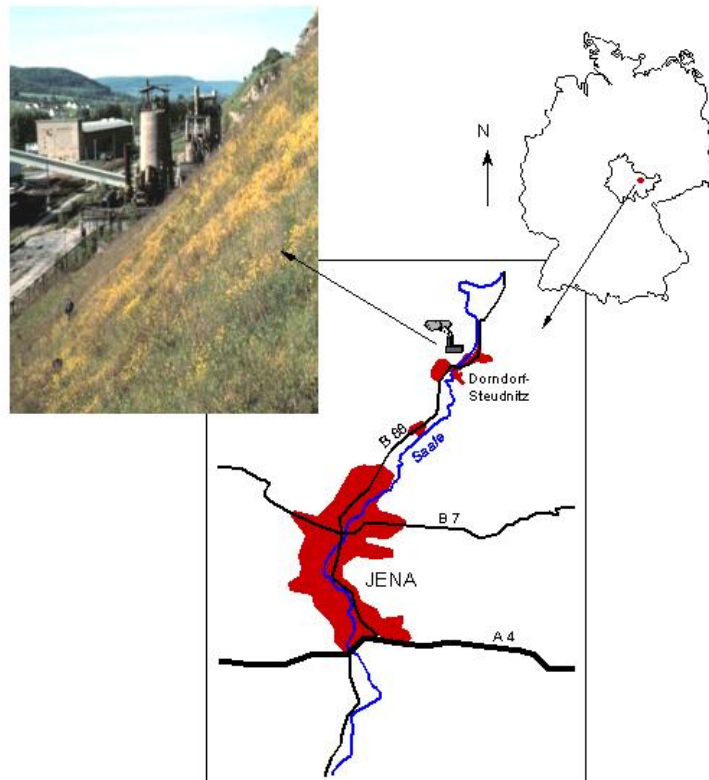 N
Dorndorf-
Steudnitz
B 88
Saale
B 7
JENA
A 4